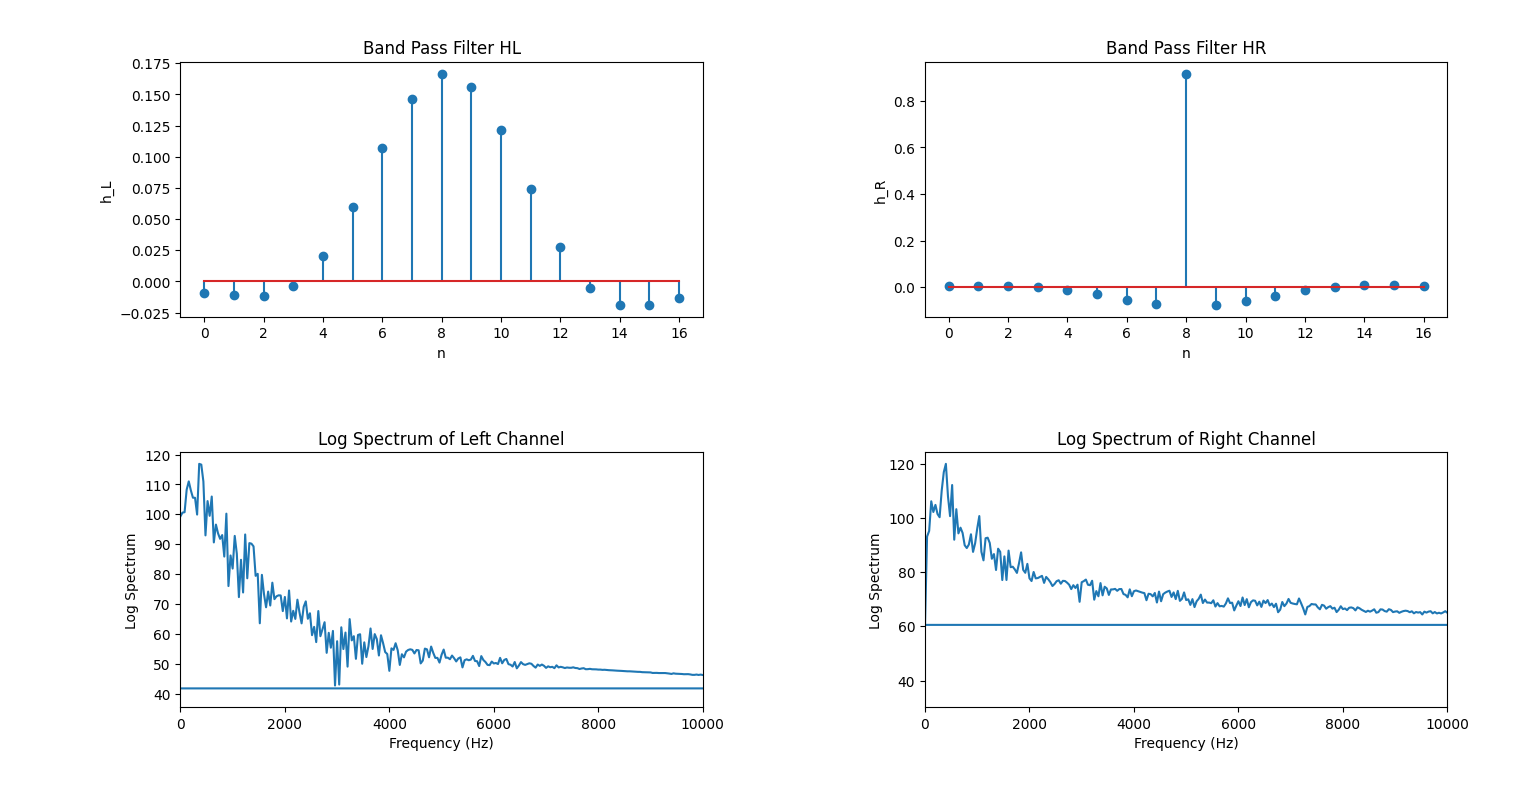 Band Pass Filter HL
0.175
0.150
0.125
0.100
0.075
0.050
0.025
0.000
−0.025
h_L
0 2 4 6 8 10 12 14 16
n
Band Pass Filter HR
0.8
0.6
0.4
0.2
0.0
h_R
0 2 4 6 8 10 12 14 16
n
Log Spectrum of Left Channel
120
110
100
90
80
70
60
50
40
Log Spectrum
0 2000 4000 6000 8000 10000
Frequency (Hz)
Log Spectrum of Right Channel
120
100
80
60
40
Log Spectrum
0 2000 4000 6000 8000 10000
Frequency (Hz)